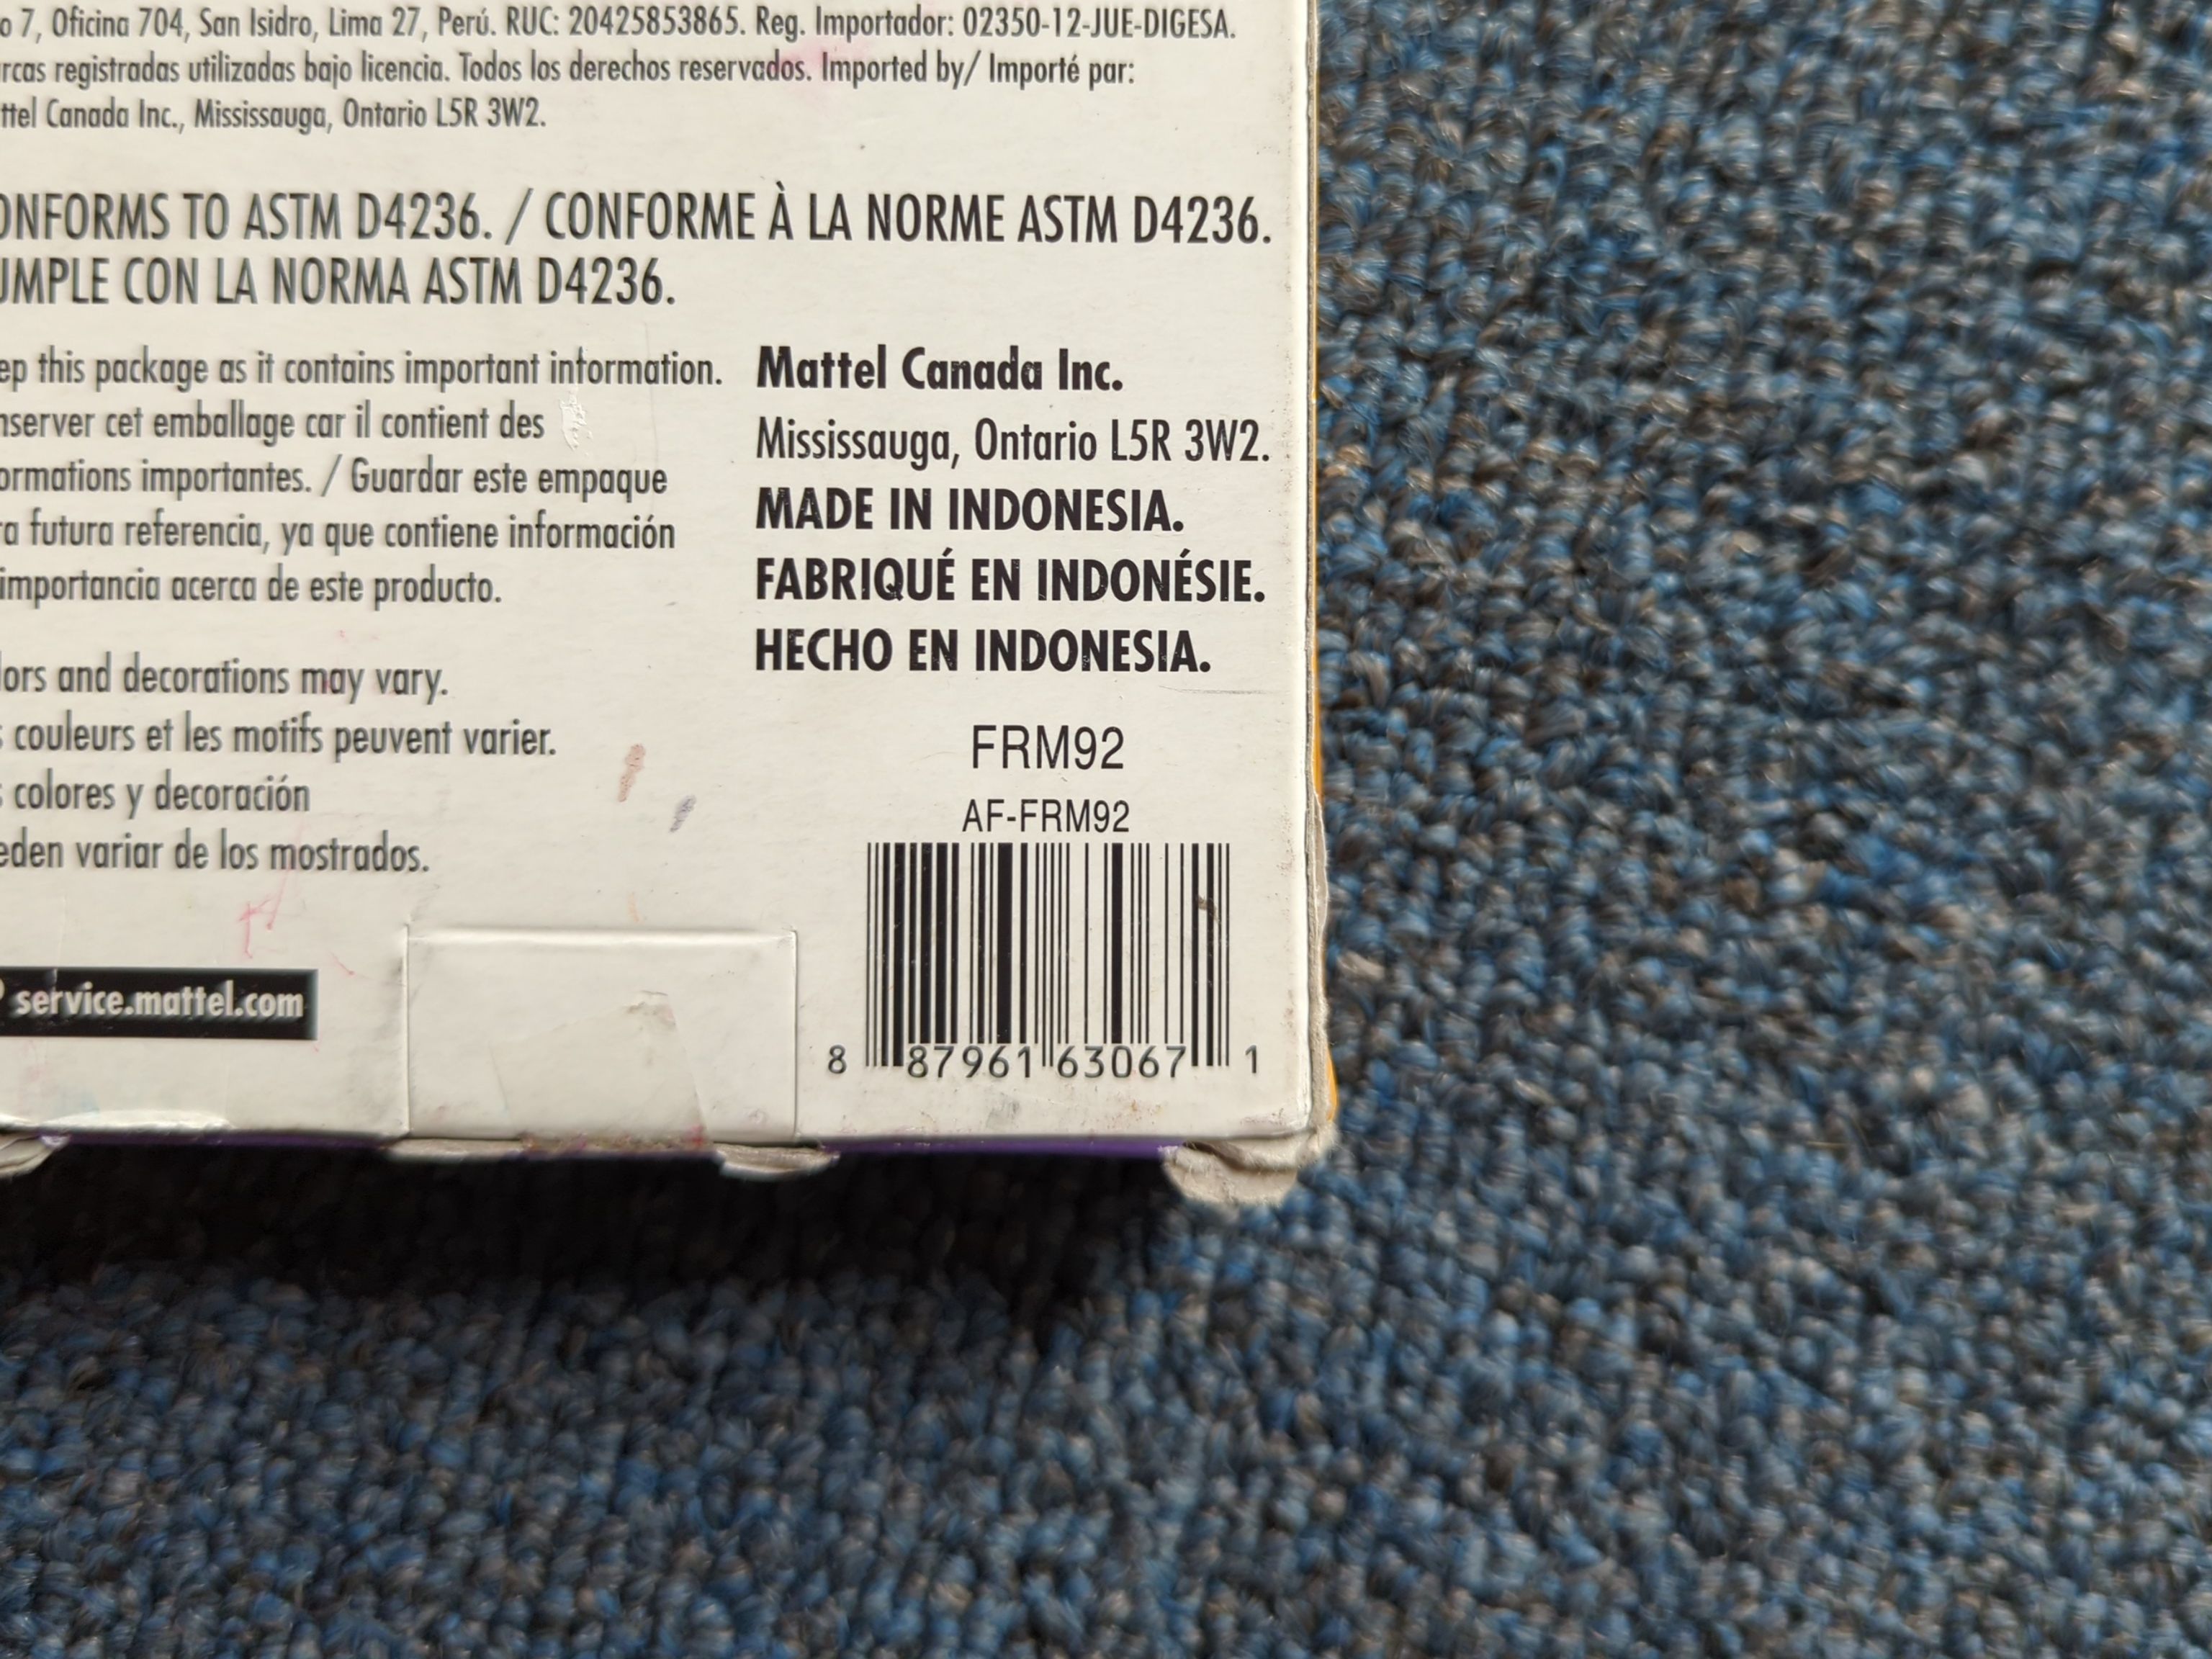 o 7, Oficina 704, San Isidro, Lima 27, Perú. RUC: 20425853865. Reg. Importador: 02350-12-JUE-DIGESA.
rcas registradas utilizadas bajo licencia. Todos los derechos reservados. Imported by/ Importé par:
ttel Canada Inc., Mississauga, Ontario L5R 3W2.
ONFORMS TO ASTM D4236. / CONFORME À LA NORME ASTM D4236.
UMPLE CON LA NORMA ASTM D4236.
ep this package as it contains important information.
nserver cet emballage car il contient des
ormations importantes. / Guardar este empaque
ra futura referencia, ya que contiene información
importancia acerca de este producto.
lors and decorations may vary.
s couleurs et les motifs peuvent varier.
s colores y decoración
eden variar de los mostrados.
service.mattel.com
Mattel Canada Inc.
Mississauga, Ontario L5R 3W2.
MADE IN INDONESIA.
FABRIQUÉ EN INDONÉSIE.
HECHO EN INDONESIA.
FRM92
AF-FRM92
8 87961 63067 1